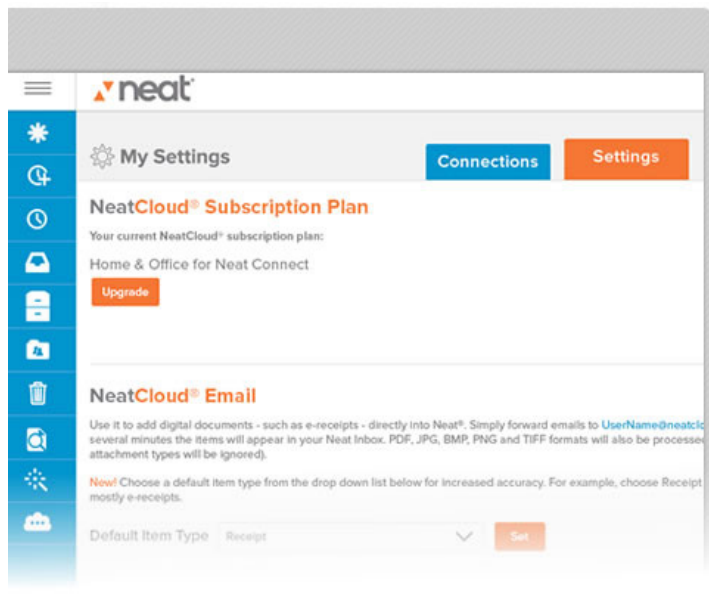 neat
My Settings
Connections
Settings
NeatCloud® Subscription Plan
Your current NeatCloud® subscription plan:
Home & Office for Neat Connect
Upgrade
NeatCloud® Email
Use it to add digital documents - such as e-receipts - directly into Neat®. Simply forward emails to UserName@neatclo
several minutes the items will appear in your Neat Inbox. PDF, JPG, BMP, PNG and TIFF formats will also be processe
attachment types will be ignored).
New! Choose a default item type from the drop down list below for increased accuracy. For example, choose Receipt
mostly e-receipts.
Default Item Type Receipt Set